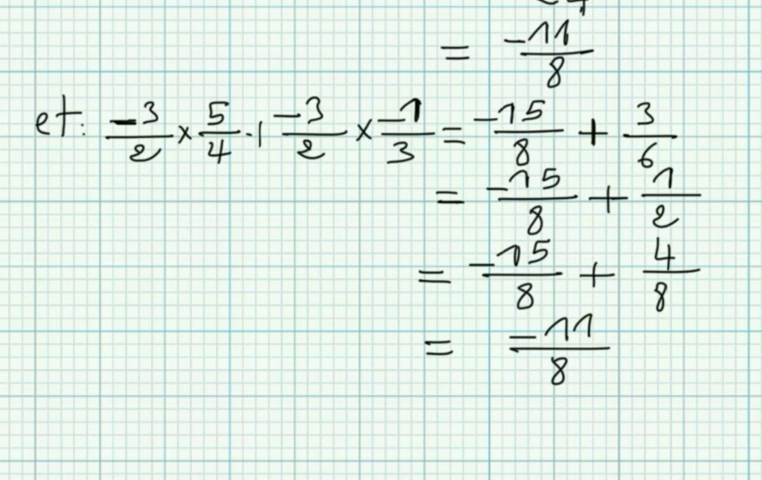 = -11/8
et: -3/2 × 5/4 + -3/2 × -1/3 = -15/8 + 3/6
= -15/8 + 1/2
= -15/8 + 4/8
= -11/8